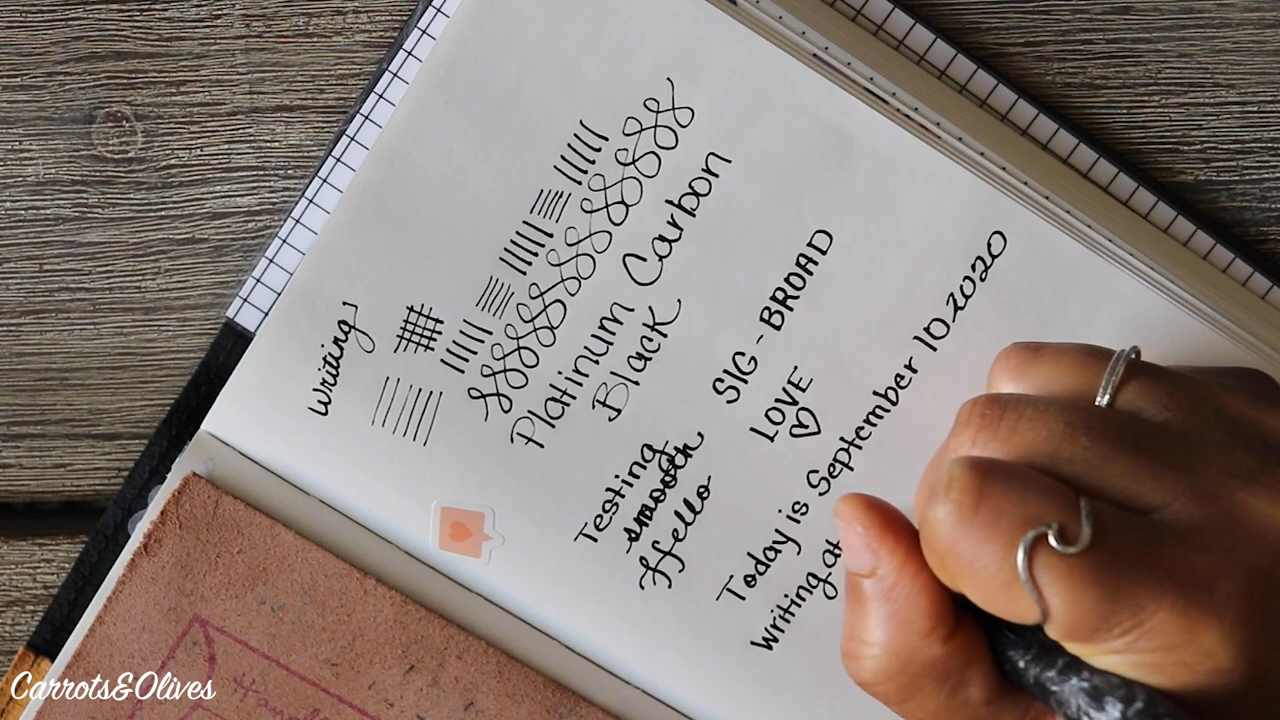 Writing
Platinum Carbon
Black
SIG - BROAD
LOVE
Testing
smooth
Hello
Today is September 10 2020
Writing at
Carrots&Olives